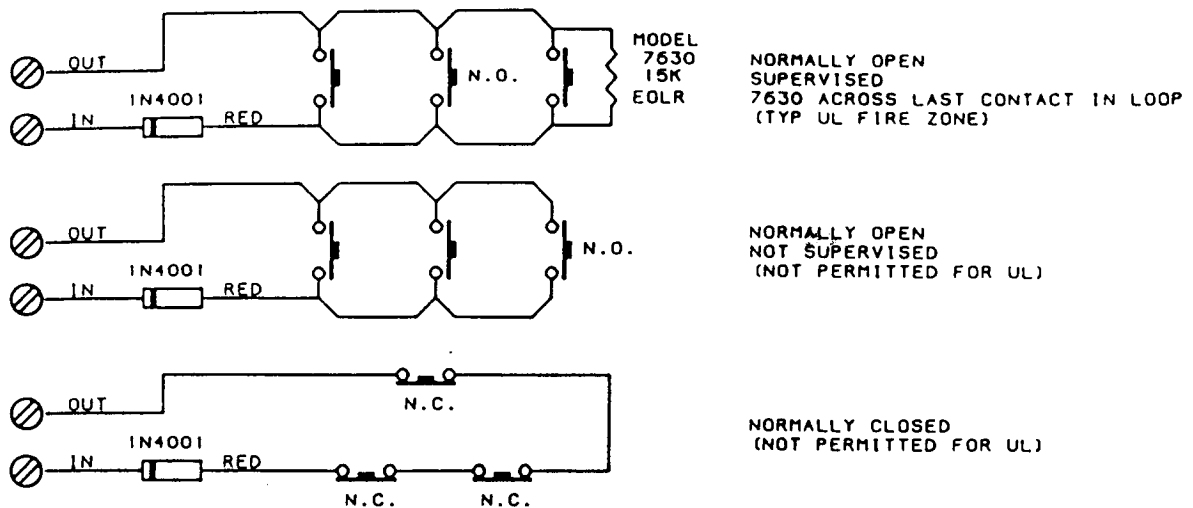 OUT
IN
1N4001
RED
N.O.
MODEL
7630
15K
EOLR
NORMALLY OPEN
SUPERVISED
7630 ACROSS LAST CONTACT IN LOOP
(TYP UL FIRE ZONE)
OUT
IN
1N4001
RED
N.O.
NORMALLY OPEN
NOT SUPERVISED
(NOT PERMITTED FOR UL)
OUT
IN
1N4001
RED
N.C.
N.C.
N.C.
NORMALLY CLOSED
(NOT PERMITTED FOR UL)